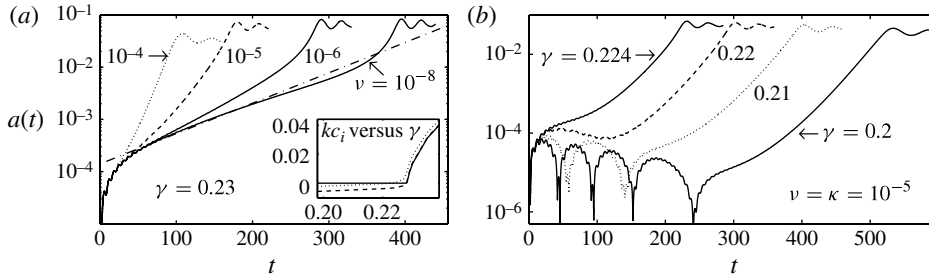 (a)
10⁻¹
10⁻²
10⁻³
10⁻⁴
a(t)
10⁻⁴
10⁻⁵
10⁻⁶
ν = 10⁻⁸
γ = 0.23
kcᵢ versus γ
0.04
0.02
0
0.20 0.22
0 100 200 300 400
t
(b)
10⁻²
10⁻⁴
10⁻⁶
γ = 0.224
0.22
0.21
γ = 0.2
ν = κ = 10⁻⁵
0 100 200 300 400 500
t